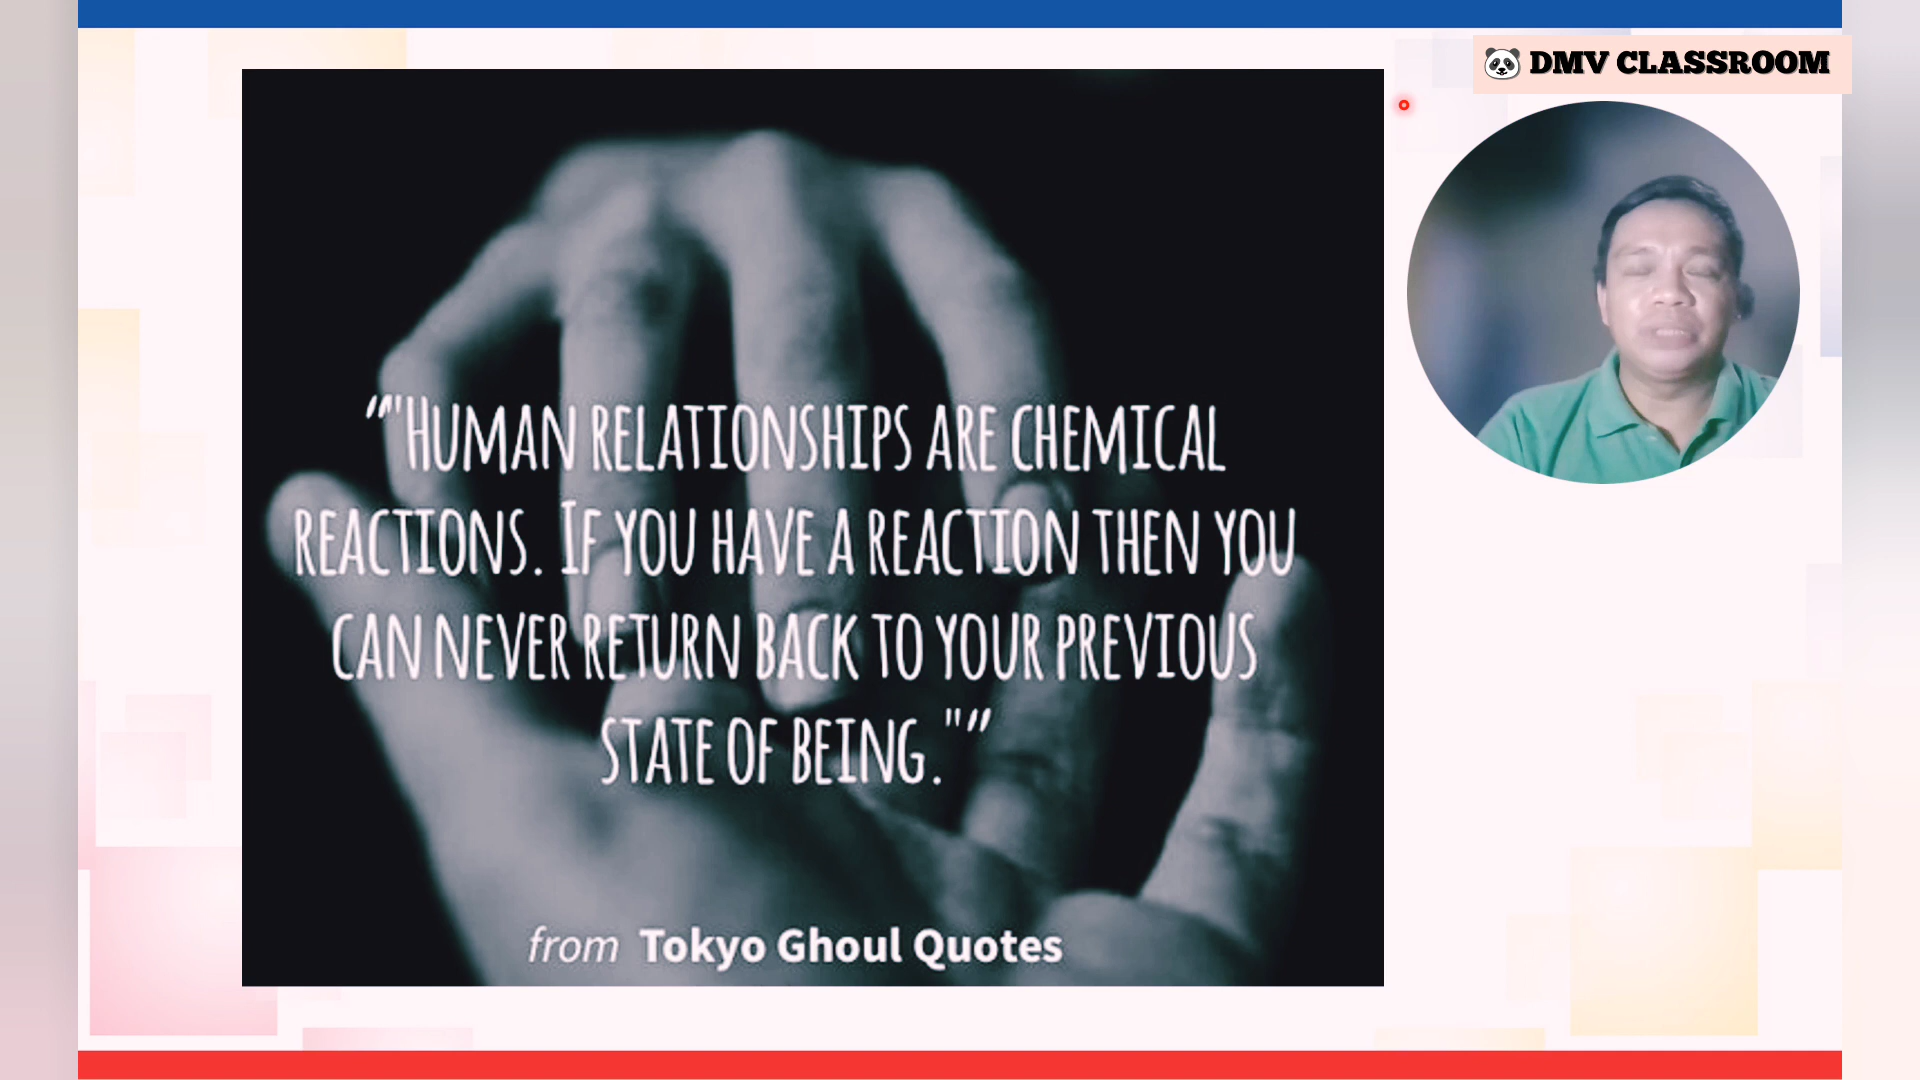 🐼 DMV CLASSROOM
“"HUMAN RELATIONSHIPS ARE CHEMICAL
REACTIONS. IF YOU HAVE A REACTION THEN YOU
CAN NEVER RETURN BACK TO YOUR PREVIOUS
STATE OF BEING."”
from Tokyo Ghoul Quotes